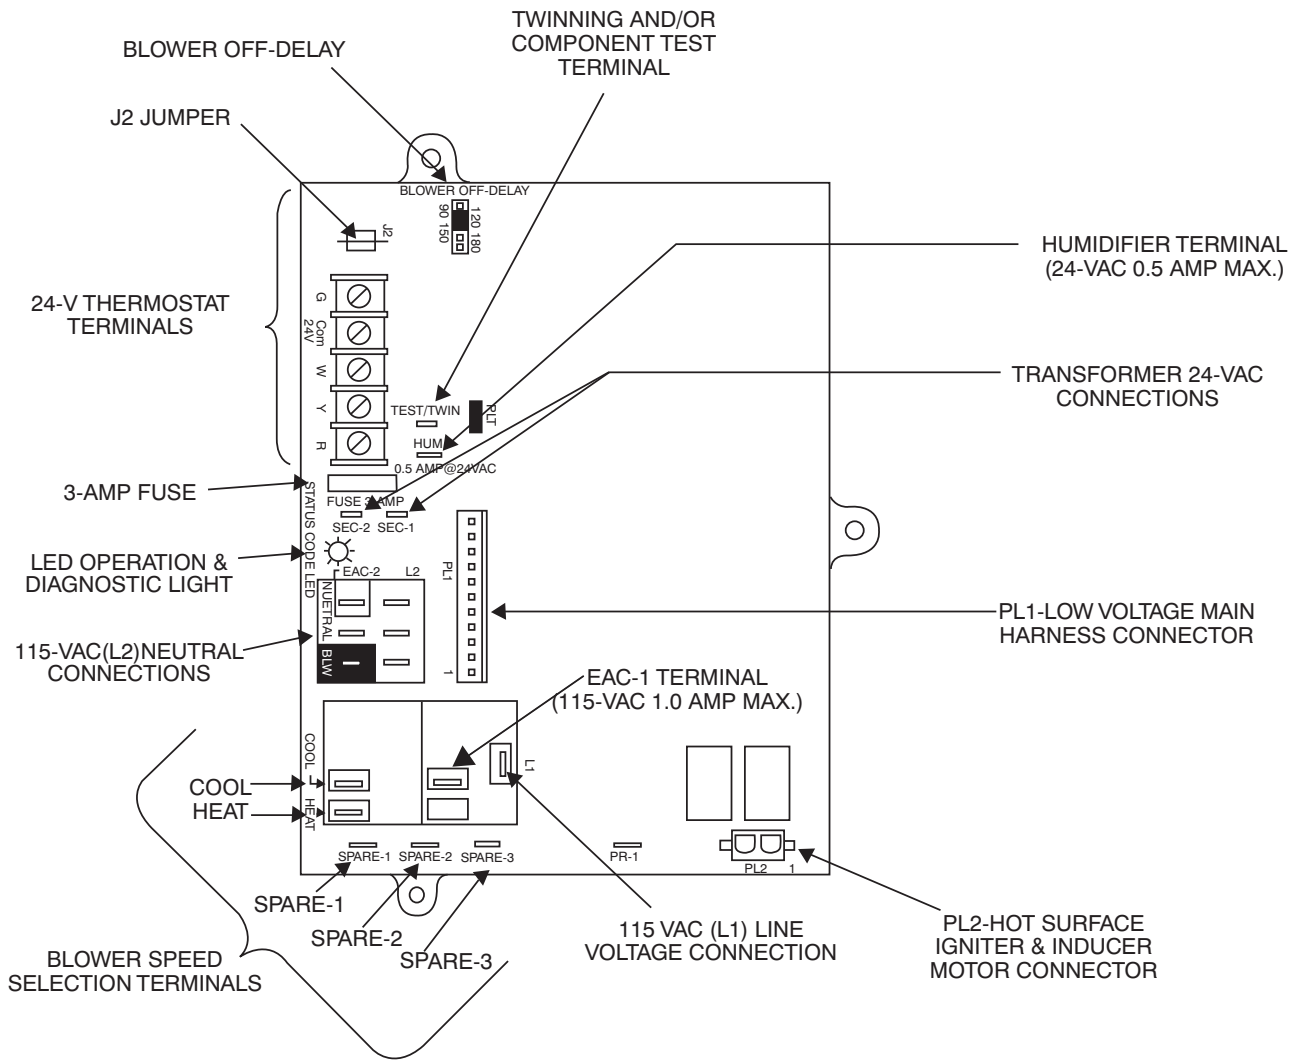 TWINNING AND/OR
COMPONENT TEST
TERMINAL
BLOWER OFF-DELAY
J2 JUMPER
BLOWER OFF-DELAY
120 180
90 150
J2
HUMIDIFIER TERMINAL
(24-VAC 0.5 AMP MAX.)
24-V THERMOSTAT
TERMINALS
G
Com
24V
W
Y
R
TRANSFORMER 24-VAC
CONNECTIONS
TEST/TWIN
PLT
HUM
0.5 AMP@24VAC
3-AMP FUSE
FUSE 3-AMP
SEC-2
SEC-1
STATUS CODE LED
LED OPERATION &
DIAGNOSTIC LIGHT
EAC-2
L2
NUETRAL
BLW
PL1
1
PL1-LOW VOLTAGE MAIN
HARNESS CONNECTOR
115-VAC(L2)NEUTRAL
CONNECTIONS
EAC-1 TERMINAL
(115-VAC 1.0 AMP MAX.)
L1
COOL
HEAT
COOL
HEAT
SPARE-1
SPARE-2
SPARE-3
PR-1
PL2
1
SPARE-1
SPARE-2
SPARE-3
BLOWER SPEED
SELECTION TERMINALS
115 VAC (L1) LINE
VOLTAGE CONNECTION
PL2-HOT SURFACE
IGNITER & INDUCER
MOTOR CONNECTOR